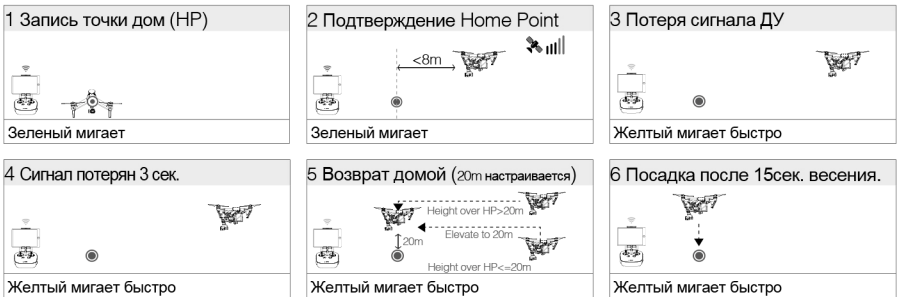 1 Запись точки дом (HP)
Зеленый мигает
2 Подтверждение Home Point
<8m
Зеленый мигает
3 Потеря сигнала ДУ
Желтый мигает быстро
4 Сигнал потерян 3 сек.
Желтый мигает быстро
5 Возврат домой (20m настраивается)
Height over HP>20m
Elevate to 20m
20m
Height over HP<=20m
Желтый мигает быстро
6 Посадка после 15сек. весения.
Желтый мигает быстро